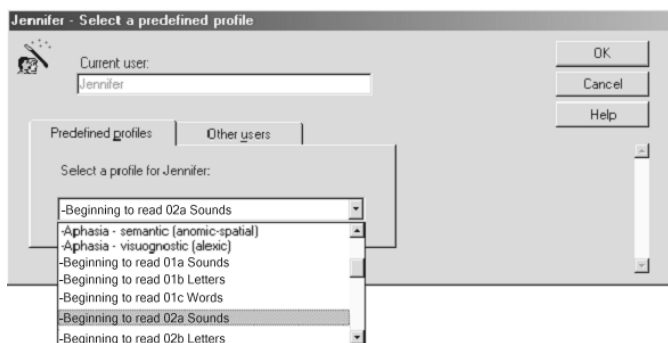 Jennifer - Select a predefined profile
OK
Current user:
Jennifer
Cancel
Help
Predefined profiles
Other users
Select a profile for Jennifer:
-Beginning to read 02a Sounds
-Aphasia - semantic (anomic-spatial)
-Aphasia - visuognostic (alexic)
-Beginning to read 01a Sounds
-Beginning to read 01b Letters
-Beginning to read 01c Words
-Beginning to read 02a Sounds
-Beginning to read 02b Letters